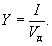 Y = I / V_д.